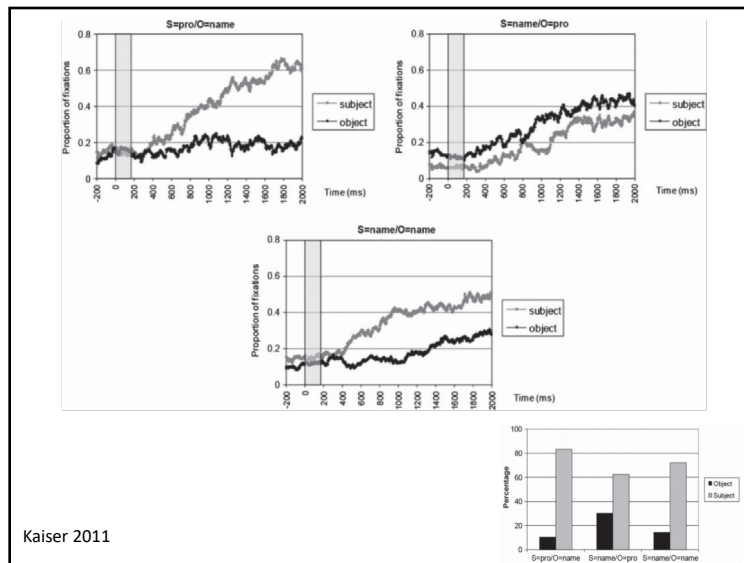 S=pro/O=name
Proportion of fixations
0.8
0.6
0.4
0.2
0
-200
0
200
400
600
800
1000
1200
1400
1600
1800
2000
subject
object
Time (ms)
S=name/O=pro
Proportion of fixations
0.8
0.6
0.4
0.2
0
-200
0
200
400
600
800
1000
1200
1400
1600
1800
2000
subject
object
Time (ms)
S=name/O=name
Proportion of fixations
0.8
0.6
0.4
0.2
0
-200
0
200
400
600
800
1000
1200
1400
1600
1800
2000
subject
object
Time (ms)
Percentage
100
80
60
40
20
0
S=pro/O=name
S=name/O=pro
S=name/O=name
Object
Subject
Kaiser 2011